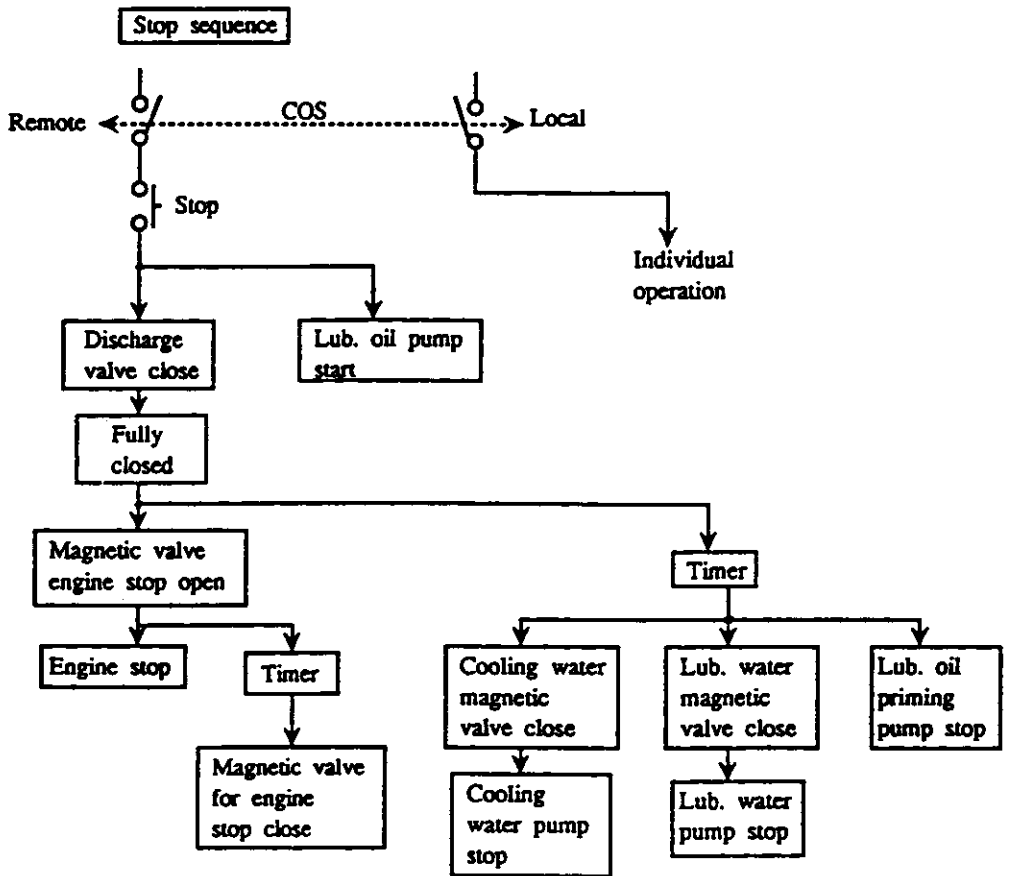 Stop sequence
Remote
COS
Local
Stop
Individual
operation
Discharge
valve close
Lub. oil pump
start
Fully
closed
Magnetic valve
engine stop open
Timer
Engine stop
Timer
Cooling water
magnetic
valve close
Lub. water
magnetic
valve close
Lub. oil
priming
pump stop
Magnetic valve
for engine
stop close
Cooling
water pump
stop
Lub. water
pump stop